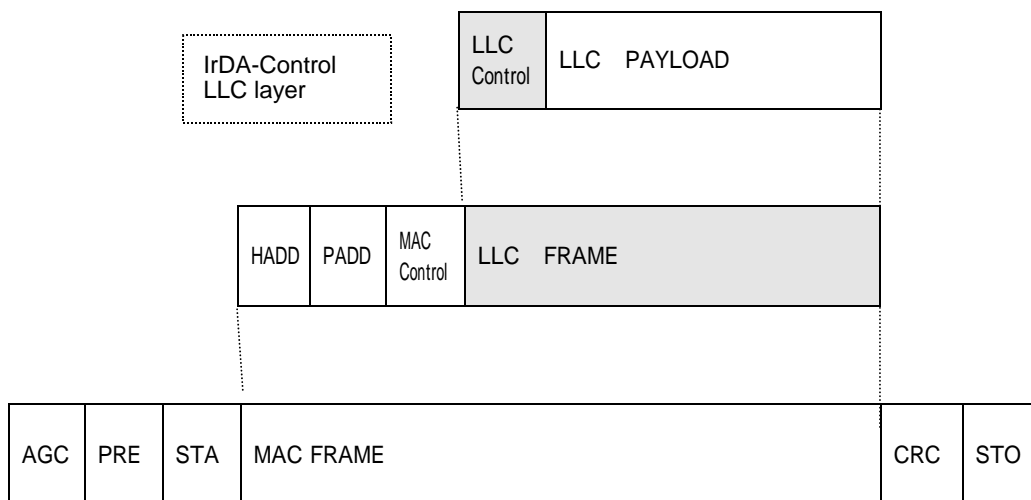 IrDA-Control
LLC layer
LLC
Control
LLC PAYLOAD
HADD
PADD
MAC
Control
LLC FRAME
AGC
PRE
STA
MAC FRAME
CRC
STO